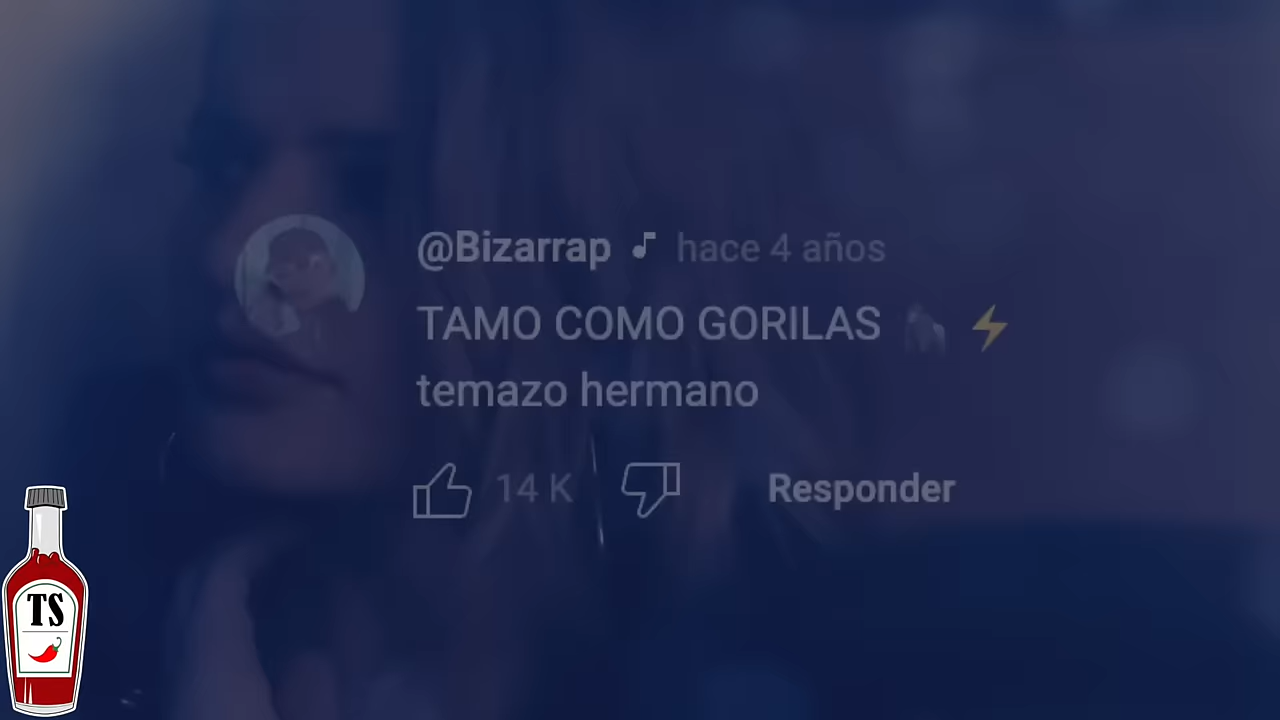 @Bizarrap hace 4 años
TAMO COMO GORILAS 🦍 ⚡
temazo hermano
14 K Responder
TS